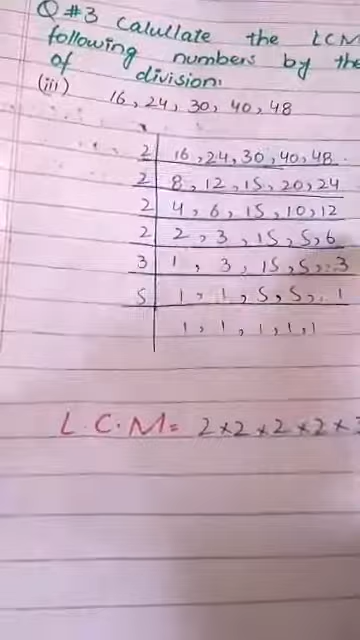 Q #3 Calullate the LCM
following numbers by the
of division.
(iii) 16, 24, 30, 40, 48
2 16, 24, 30, 40, 48
2 8, 12, 15, 20, 24
2 4, 6, 15, 10, 12
2 2, 3, 15, 5, 6
3 1, 3, 15, 5, 3
5 1, 1, 5, 5, 1
1, 1, 1, 1, 1
L.C.M= 2×2×2×2×3